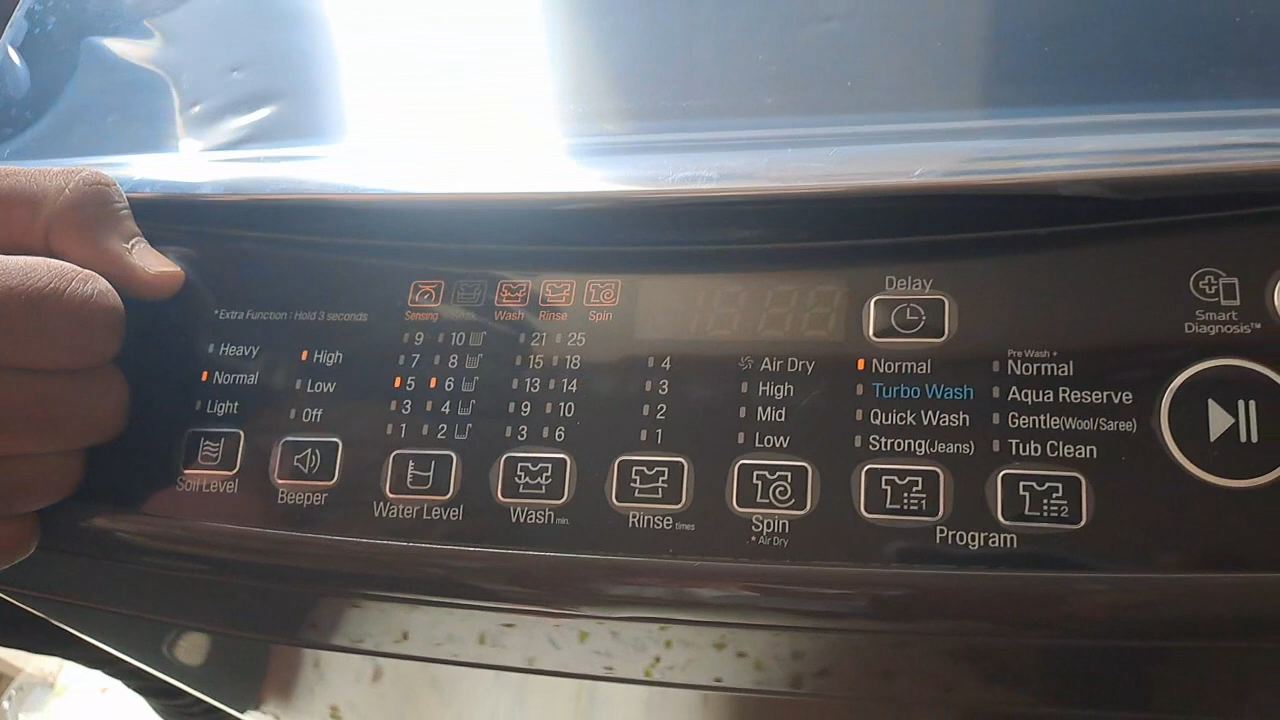 Delay
Smart
Diagnosis™
Sensing Wash Rinse Spin
*Extra Function : Hold 3 seconds
Heavy
Normal
Light
Soil Level
High
Low
Off
Beeper
9 10
7 8
5 6
3 4
1 2
Water Level
21 25
15 18
13 14
9 10
3 6
Wash min.
4
3
2
1
Rinse times
Air Dry
High
Mid
Low
Spin
* Air Dry
Normal
Turbo Wash
Quick Wash
Strong(Jeans)
1
Pre Wash +
Normal
Aqua Reserve
Gentle(Wool/Saree)
Tub Clean
2
Program